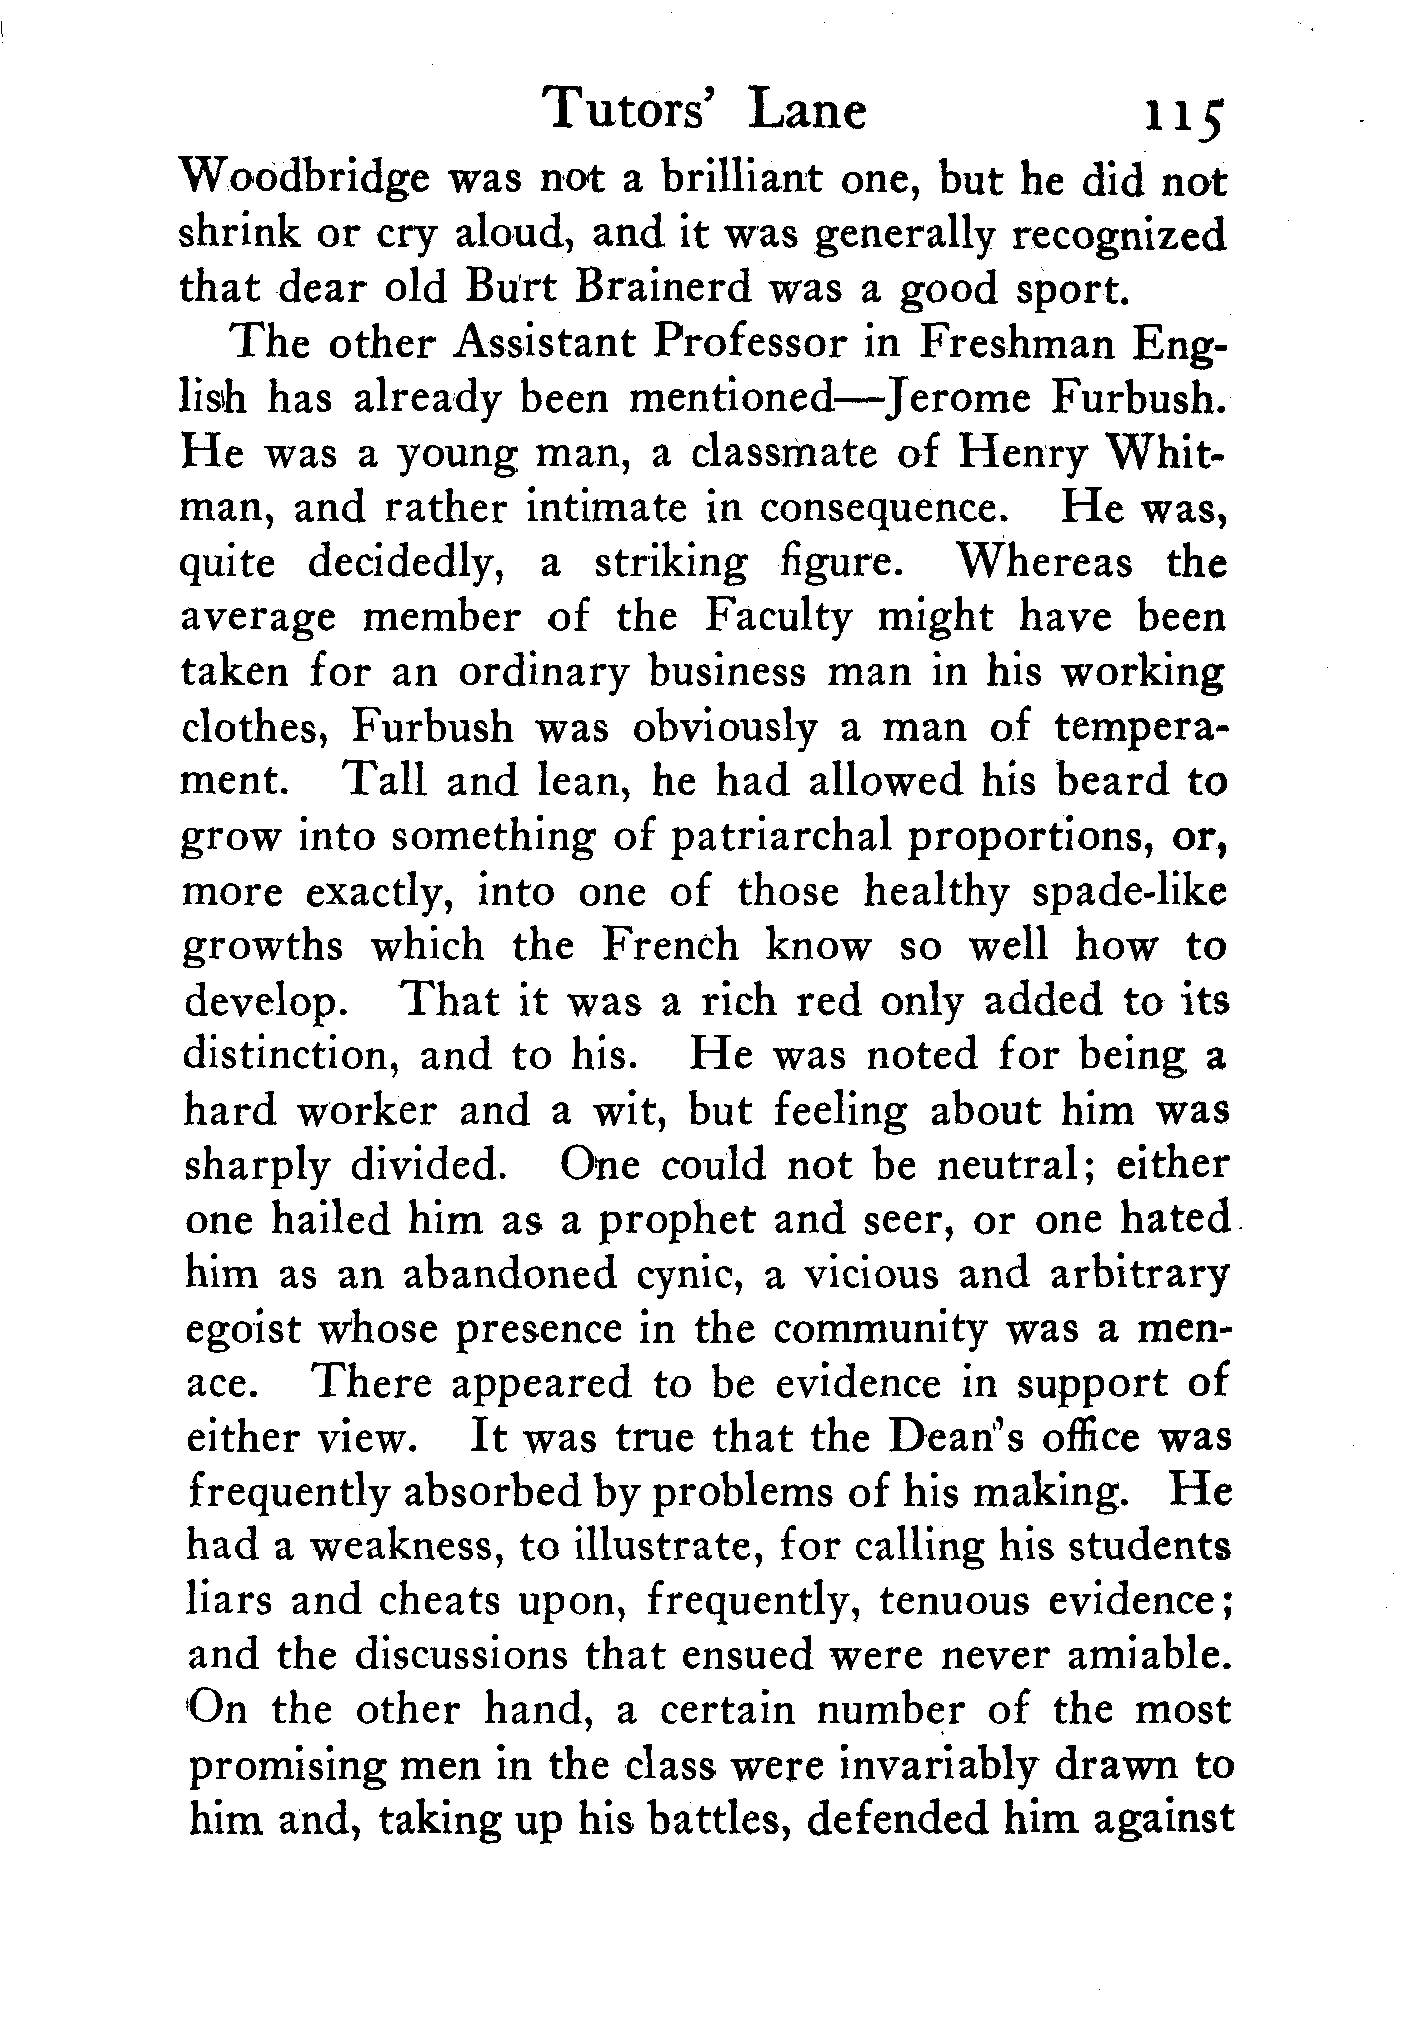 Tutors' Lane 115
Woodbridge was not a brilliant one, but he did not
shrink or cry aloud, and it was generally recognized
that dear old Burt Brainerd was a good sport.
The other Assistant Professor in Freshman Eng-
lish has already been mentioned—Jerome Furbush.
He was a young man, a classmate of Henry Whit-
man, and rather intimate in consequence. He was,
quite decidedly, a striking figure. Whereas the
average member of the Faculty might have been
taken for an ordinary business man in his working
clothes, Furbush was obviously a man of tempera-
ment. Tall and lean, he had allowed his beard to
grow into something of patriarchal proportions, or,
more exactly, into one of those healthy spade-like
growths which the French know so well how to
develop. That it was a rich red only added to its
distinction, and to his. He was noted for being a
hard worker and a wit, but feeling about him was
sharply divided. One could not be neutral; either
one hailed him as a prophet and seer, or one hated
him as an abandoned cynic, a vicious and arbitrary
egoist whose presence in the community was a men-
ace. There appeared to be evidence in support of
either view. It was true that the Dean's office was
frequently absorbed by problems of his making. He
had a weakness, to illustrate, for calling his students
liars and cheats upon, frequently, tenuous evidence;
and the discussions that ensued were never amiable.
On the other hand, a certain number of the most
promising men in the class were invariably drawn to
him and, taking up his battles, defended him against